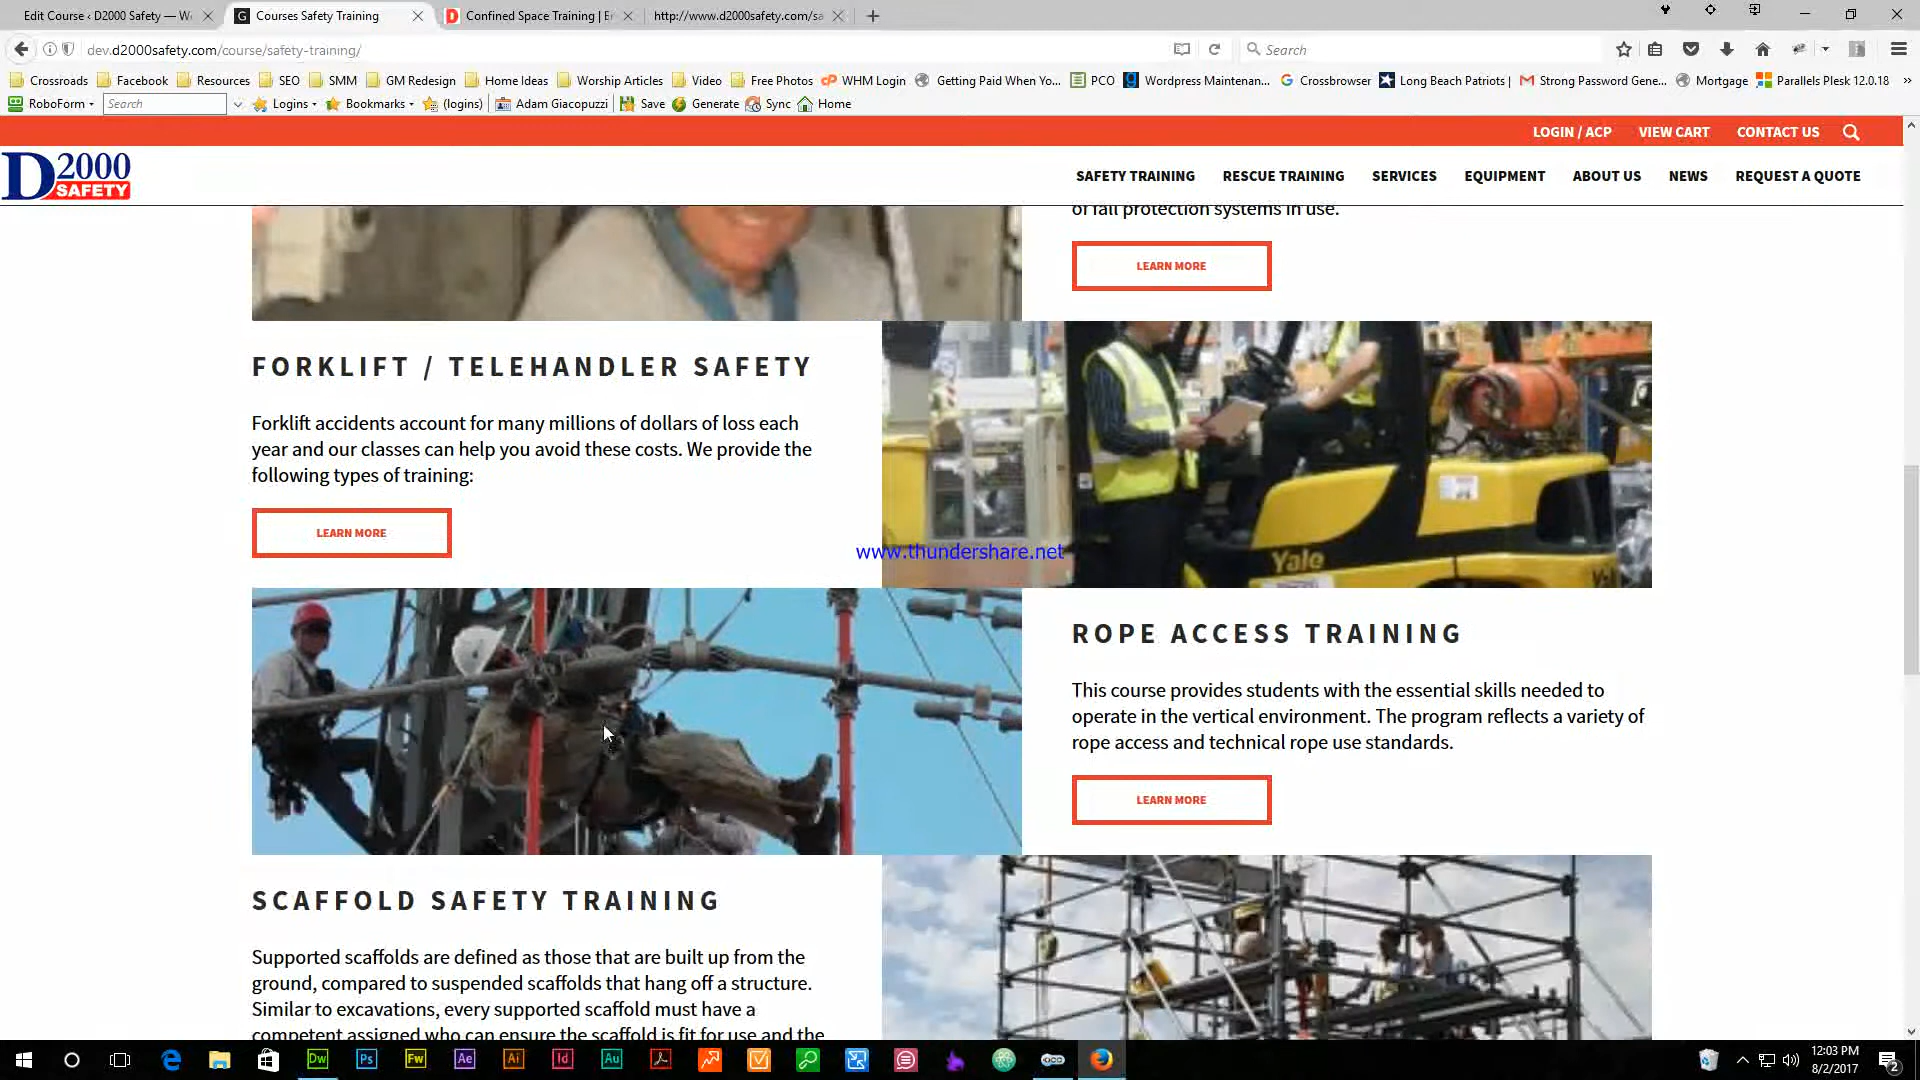 Edit Course ‹ D2000 Safety — W
Courses Safety Training
Confined Space Training | E
http://www.d2000safety.com/sa
dev.d2000safety.com/course/safety-training/
Search
Crossroads
Facebook
Resources
SEO
SMM
GM Redesign
Home Ideas
Worship Articles
Video
Free Photos
WHM Login
Getting Paid When Yo...
PCO
Wordpress Maintenan...
Crossbrowser
Long Beach Patriots |
Strong Password Gene...
Mortgage
Parallels Plesk 12.0.18
RoboForm
Search
Logins
Bookmarks
(logins)
Adam Giacopuzzi
Save
Generate
Sync
Home
LOGIN / ACP
VIEW CART
CONTACT US
D2000
SAFETY
SAFETY TRAINING
RESCUE TRAINING
SERVICES
EQUIPMENT
ABOUT US
NEWS
REQUEST A QUOTE
of fall protection systems in use.
LEARN MORE
FORKLIFT / TELEHANDLER SAFETY
Forklift accidents account for many millions of dollars of loss each
year and our classes can help you avoid these costs. We provide the
following types of training:
LEARN MORE
www.thundershare.net
Yale
ROPE ACCESS TRAINING
This course provides students with the essential skills needed to
operate in the vertical environment. The program reflects a variety of
rope access and technical rope use standards.
LEARN MORE
SCAFFOLD SAFETY TRAINING
Supported scaffolds are defined as those that are built up from the
ground, compared to suspended scaffolds that hang off a structure.
Similar to excavations, every supported scaffold must have a
competent assigned who can ensure the scaffold is fit for use and the
Dw
Ps
Fw
Ae
Ai
Id
Au
12:03 PM
8/2/2017
2